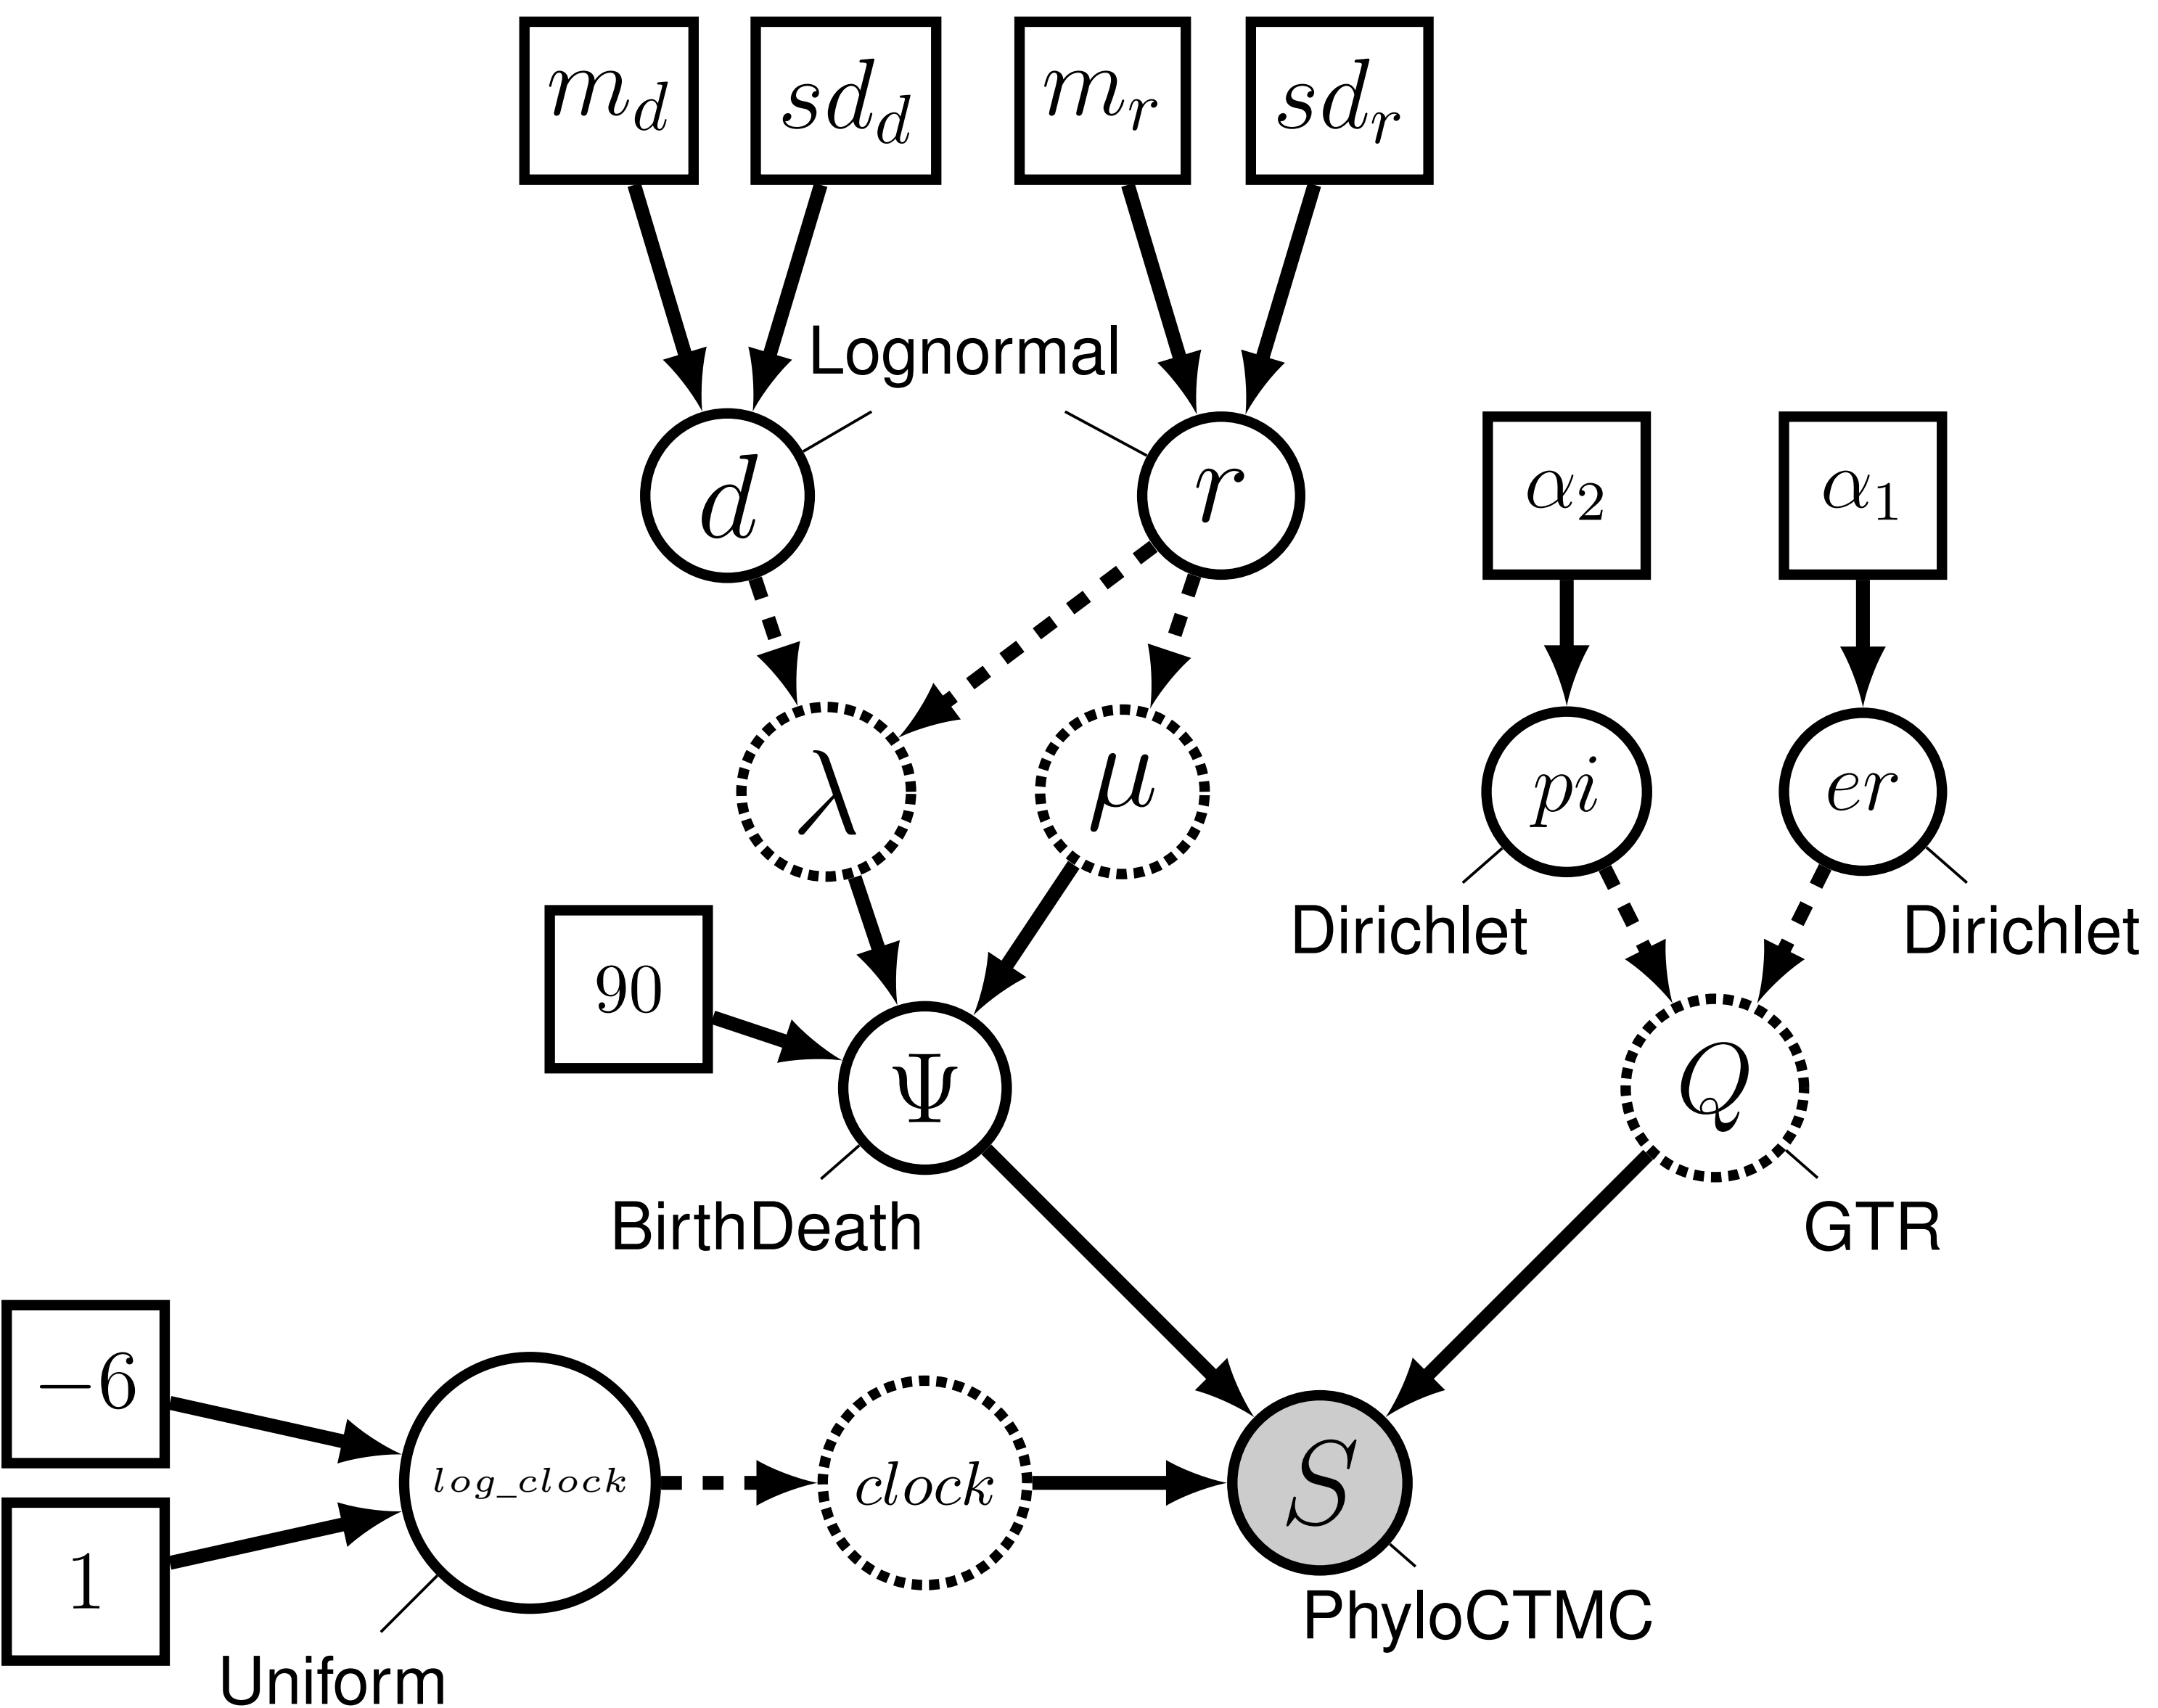 m_d
sd_d
m_r
sd_r
Lognormal
d
r
α_2
α_1
λ
μ
pi
er
Dirichlet
Dirichlet
90
Ψ
Q
BirthDeath
GTR
−6
log_clock
clock
S
1
PhyloCTMC
Uniform